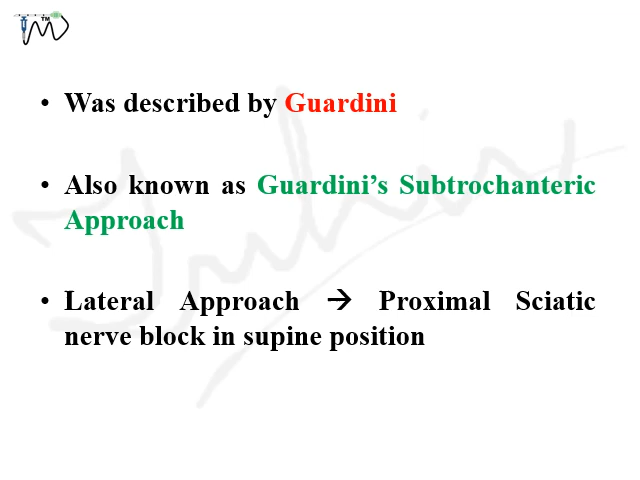 TM
• Was described by Guardini
• Also known as Guardini’s Subtrochanteric
Approach
• Lateral Approach → Proximal Sciatic
nerve block in supine position